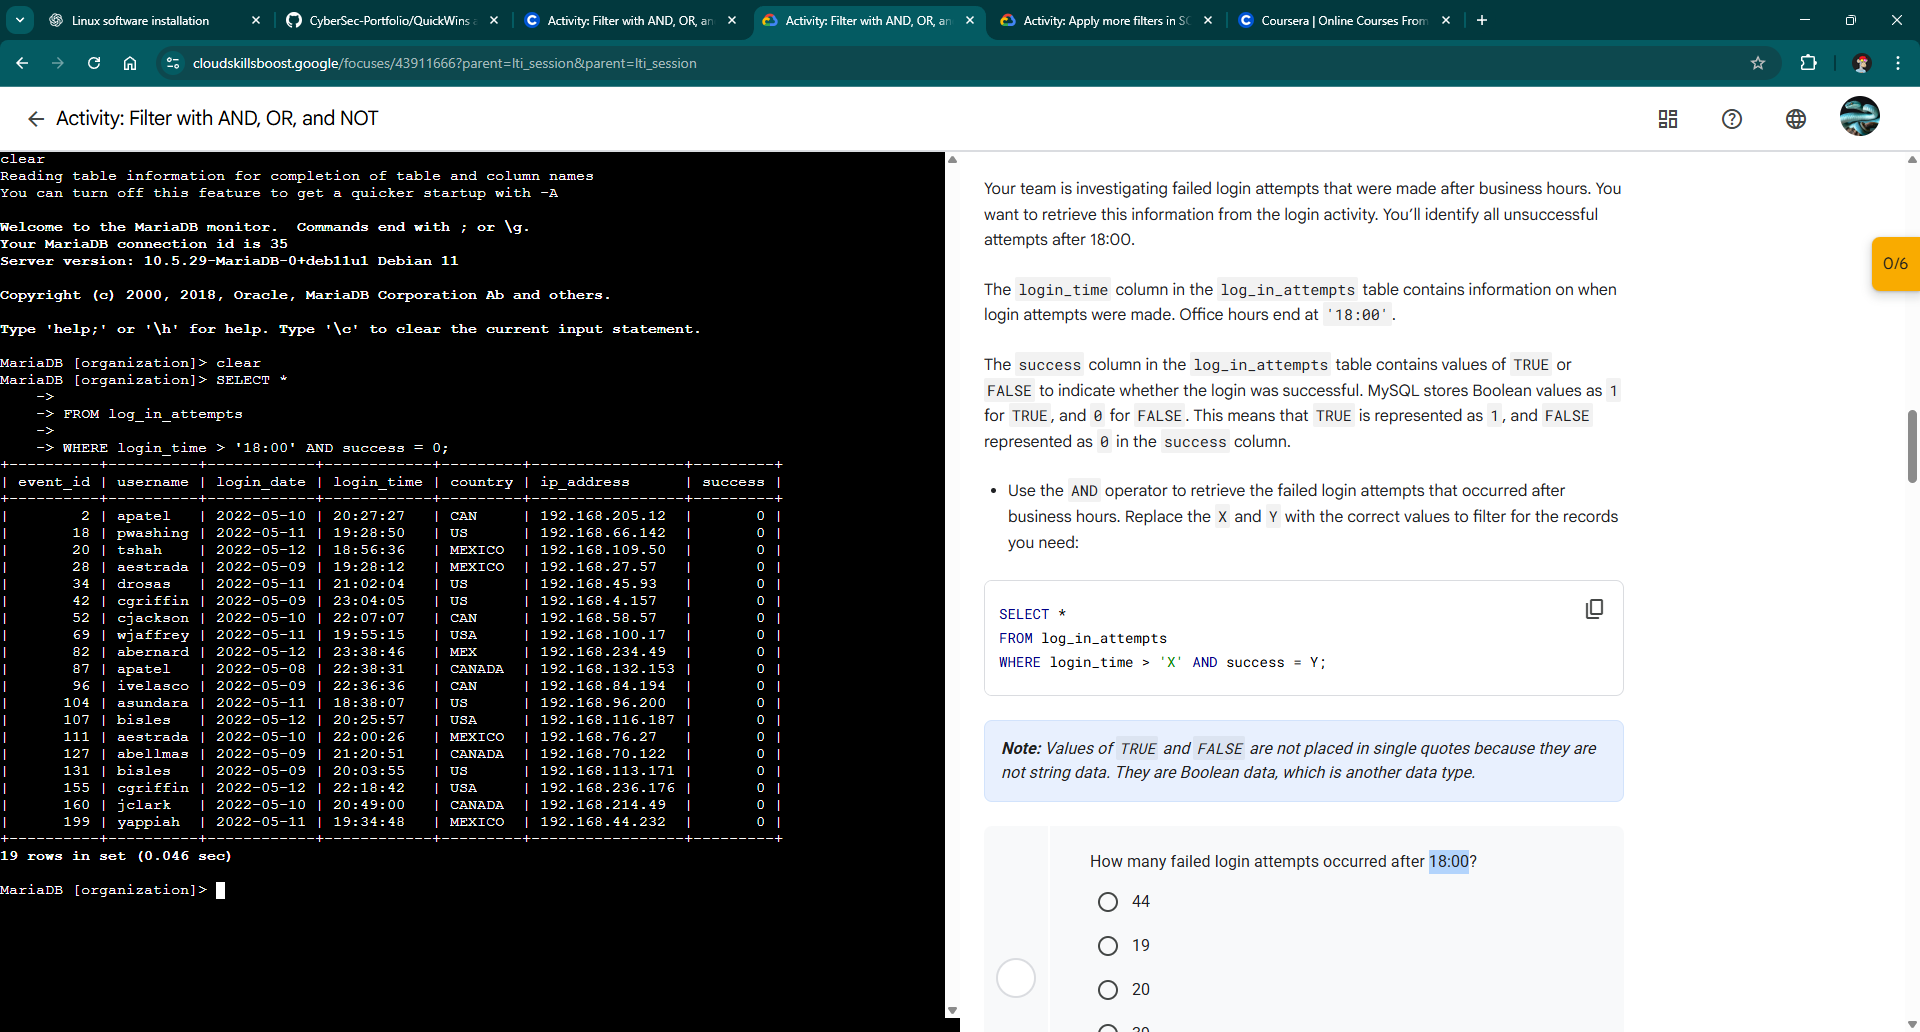 Linux software installation
CyberSec-Portfolio/QuickWins a
Activity: Filter with AND, OR, an
Activity: Filter with AND, OR, an
Activity: Apply more filters in SC
Coursera | Online Courses From
cloudskillsboost.google/focuses/43911666?parent=lti_session&parent=lti_session
Activity: Filter with AND, OR, and NOT
clear
Reading table information for completion of table and column names
You can turn off this feature to get a quicker startup with -A
Welcome to the MariaDB monitor.  Commands end with ; or \g.
Your MariaDB connection id is 35
Server version: 10.5.29-MariaDB-0+deb11u1 Debian 11
Copyright (c) 2000, 2018, Oracle, MariaDB Corporation Ab and others.
Type 'help;' or '\h' for help. Type '\c' to clear the current input statement.
MariaDB [organization]> clear
MariaDB [organization]> SELECT *
    ->
    -> FROM log_in_attempts
    ->
    -> WHERE login_time > '18:00' AND success = 0;
+----------+----------+------------+------------+---------+-----------------+---------+
| event_id | username | login_date | login_time | country | ip_address      | success |
+----------+----------+------------+------------+---------+-----------------+---------+
|        2 | apatel   | 2022-05-10 | 20:27:27   | CAN     | 192.168.205.12  |       0 |
|       18 | pwashing | 2022-05-11 | 19:28:50   | US      | 192.168.66.142  |       0 |
|       20 | tshah    | 2022-05-12 | 18:56:36   | MEXICO  | 192.168.109.50  |       0 |
|       28 | aestrada | 2022-05-09 | 19:28:12   | MEXICO  | 192.168.27.57   |       0 |
|       34 | drosas   | 2022-05-11 | 21:02:04   | US      | 192.168.45.93   |       0 |
|       42 | cgriffin | 2022-05-09 | 23:04:05   | US      | 192.168.4.157   |       0 |
|       52 | cjackson | 2022-05-10 | 22:07:07   | CAN     | 192.168.58.57   |       0 |
|       69 | wjaffrey | 2022-05-11 | 19:55:15   | USA     | 192.168.100.17  |       0 |
|       82 | abernard | 2022-05-12 | 23:38:46   | MEX     | 192.168.234.49  |       0 |
|       87 | apatel   | 2022-05-08 | 22:38:31   | CANADA  | 192.168.132.153 |       0 |
|       96 | ivelasco | 2022-05-09 | 22:36:36   | CAN     | 192.168.84.194  |       0 |
|      104 | asundara | 2022-05-11 | 18:38:07   | US      | 192.168.96.200  |       0 |
|      107 | bisles   | 2022-05-12 | 20:25:57   | USA     | 192.168.116.187 |       0 |
|      111 | aestrada | 2022-05-10 | 22:00:26   | MEXICO  | 192.168.76.27   |       0 |
|      127 | abellmas | 2022-05-09 | 21:20:51   | CANADA  | 192.168.70.122  |       0 |
|      131 | bisles   | 2022-05-09 | 20:03:55   | US      | 192.168.113.171 |       0 |
|      155 | cgriffin | 2022-05-12 | 22:18:42   | USA     | 192.168.236.176 |       0 |
|      160 | jclark   | 2022-05-10 | 20:49:00   | CANADA  | 192.168.214.49  |       0 |
|      199 | yappiah  | 2022-05-11 | 19:34:48   | MEXICO  | 192.168.44.232  |       0 |
+----------+----------+------------+------------+---------+-----------------+---------+
19 rows in set (0.046 sec)
MariaDB [organization]>
Your team is investigating failed login attempts that were made after business hours. You
want to retrieve this information from the login activity. You’ll identify all unsuccessful
attempts after 18:00.
0/6
The login_time column in the log_in_attempts table contains information on when
login attempts were made. Office hours end at '18:00'.
The success column in the log_in_attempts table contains values of TRUE or
FALSE to indicate whether the login was successful. MySQL stores Boolean values as 1
for TRUE, and 0 for FALSE. This means that TRUE is represented as 1, and FALSE
represented as 0 in the success column.
• Use the AND operator to retrieve the failed login attempts that occurred after
business hours. Replace the X and Y with the correct values to filter for the records
you need:
SELECT *
FROM log_in_attempts
WHERE login_time > 'X' AND success = Y;
Note: Values of TRUE and FALSE are not placed in single quotes because they are
not string data. They are Boolean data, which is another data type.
How many failed login attempts occurred after 18:00?
44
19
20